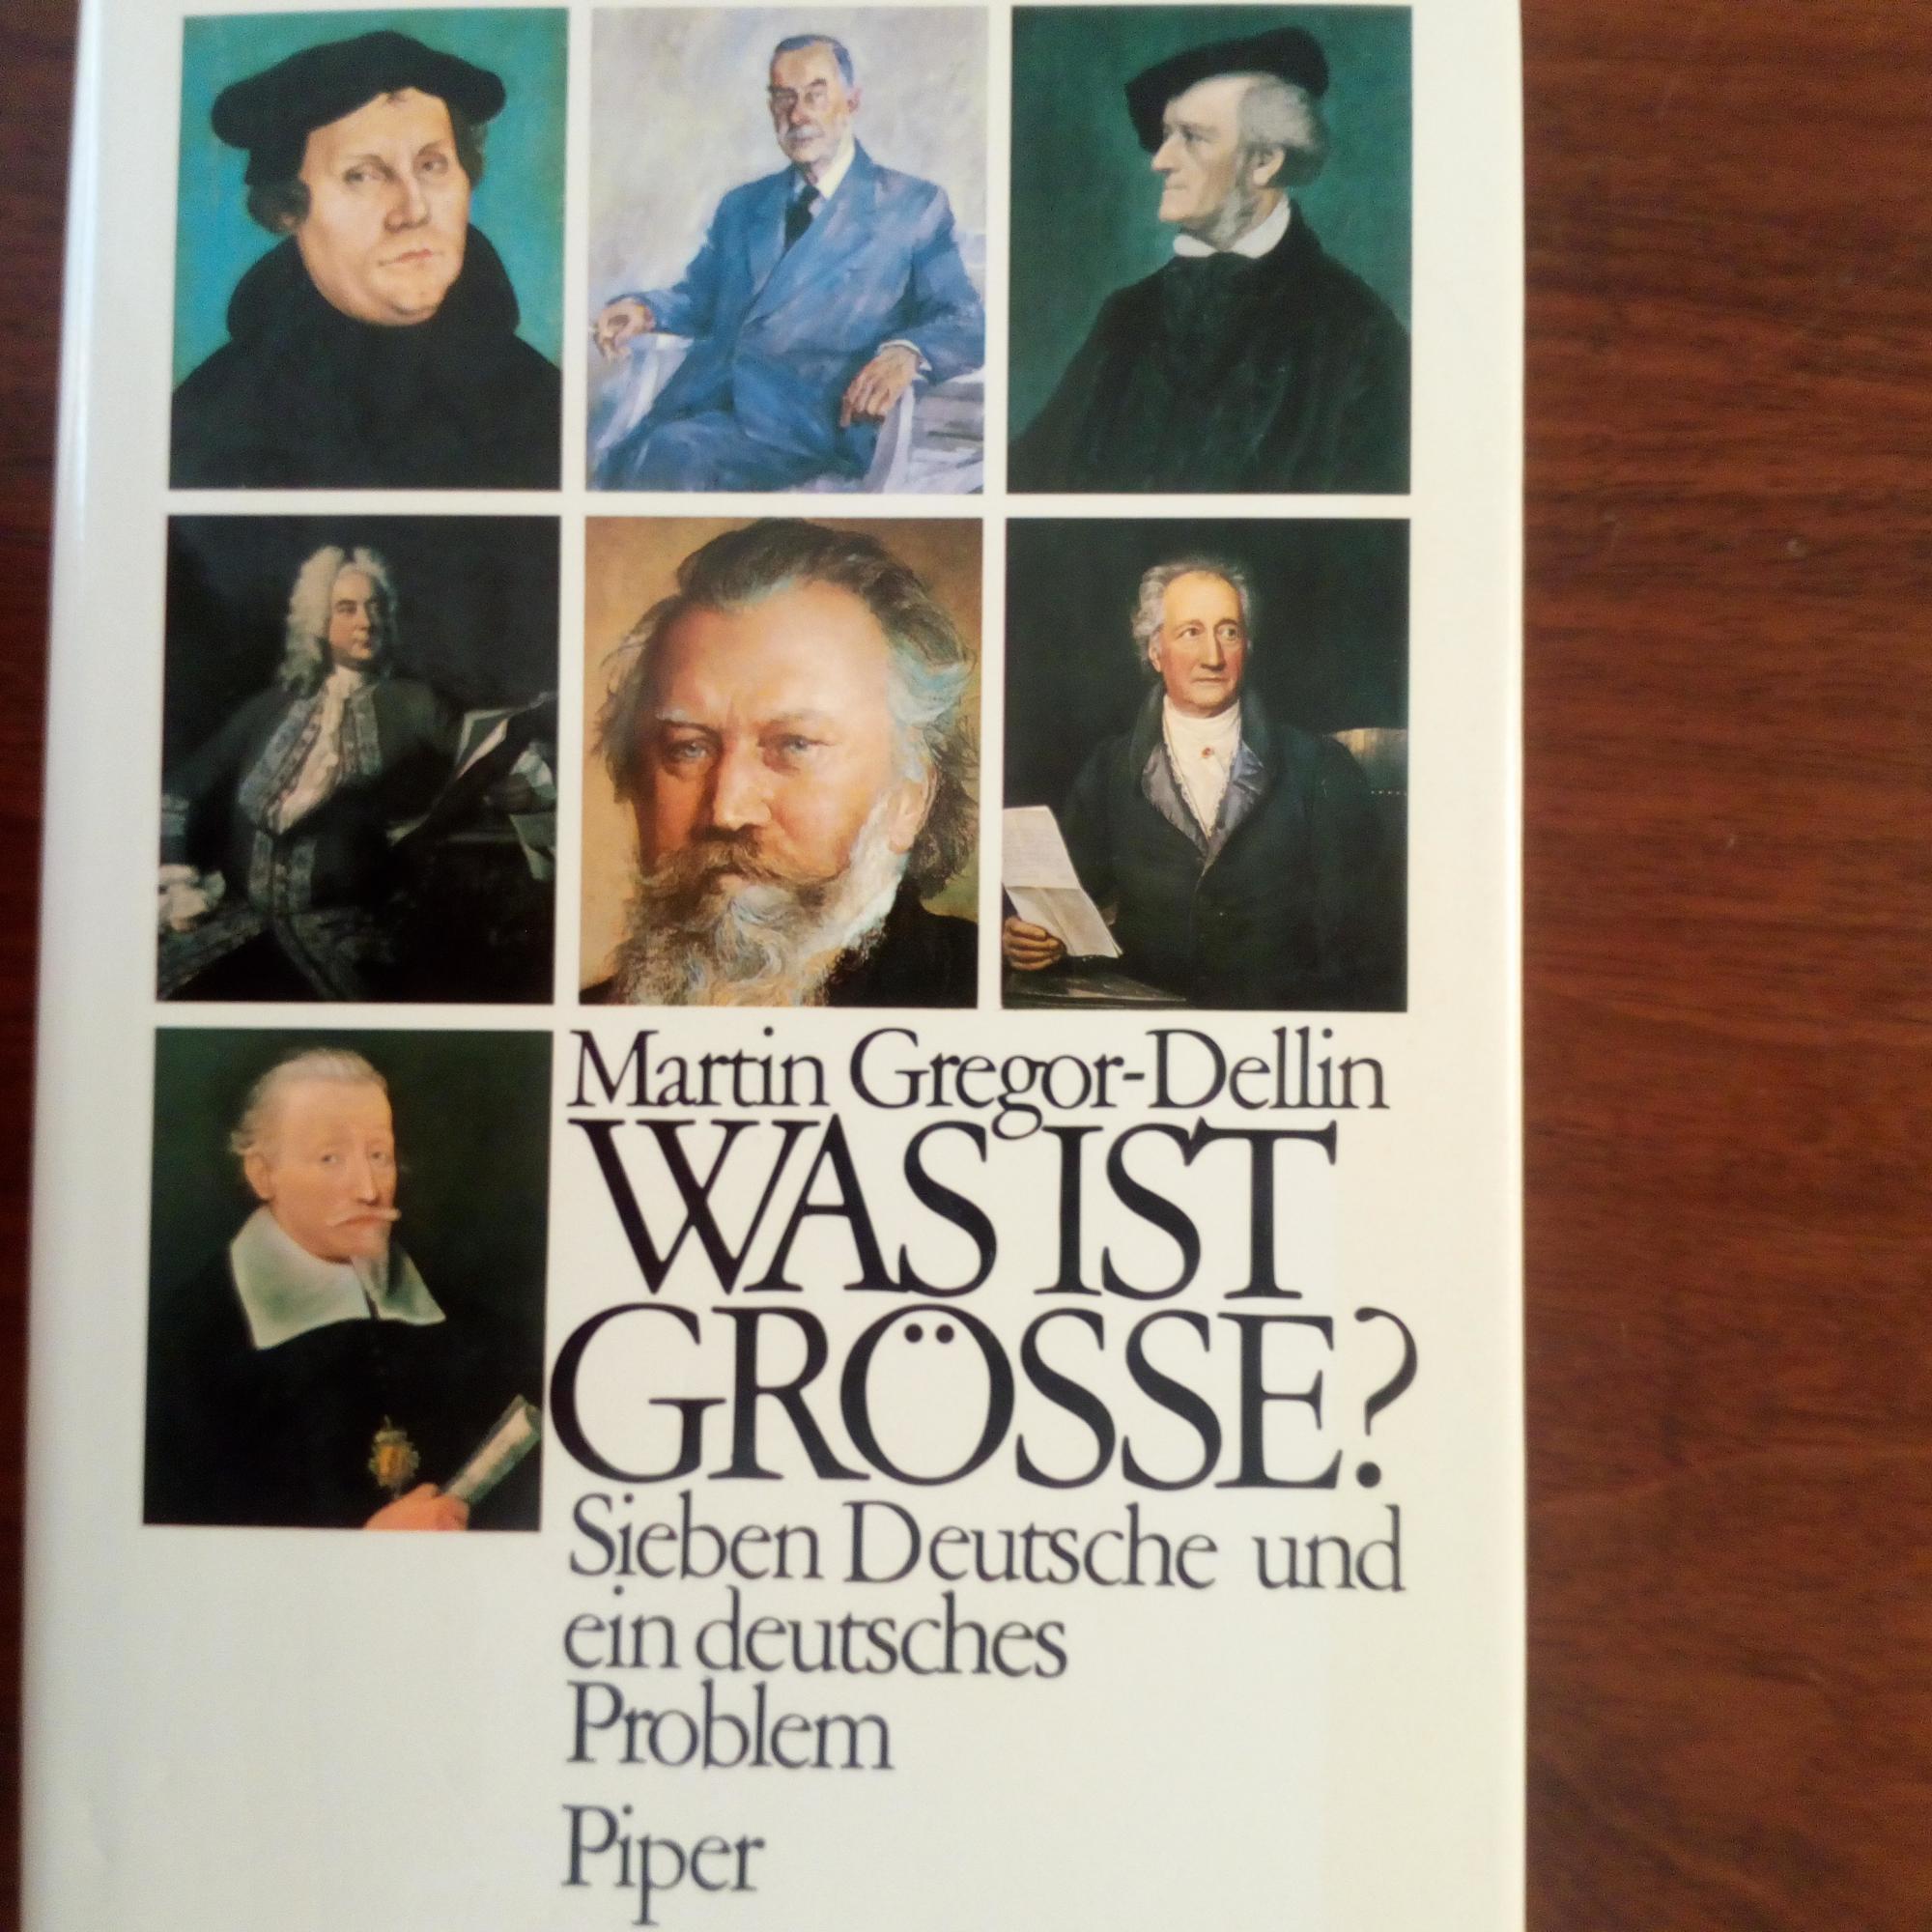 Martin Gregor-Dellin
WAS IST
GRÖSSE?
Sieben Deutsche und
ein deutsches
Problem
Piper